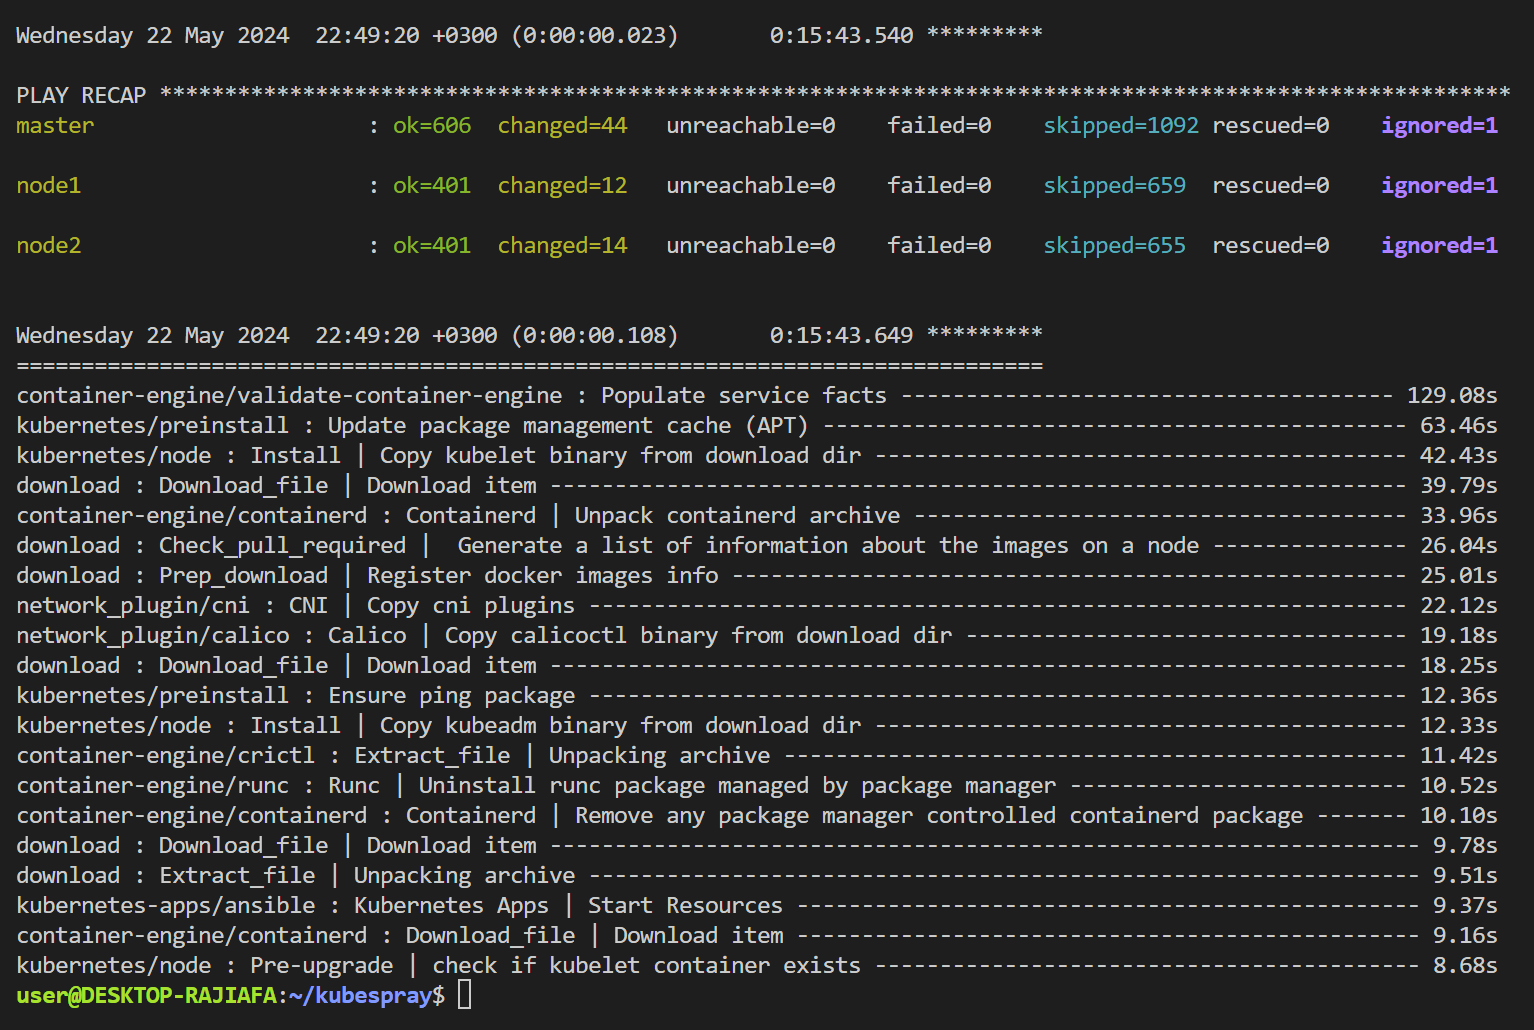 Wednesday 22 May 2024  22:49:20 +0300 (0:00:00.023)       0:15:43.540 *********
PLAY RECAP ********************************************************************************************************
master                     : ok=606  changed=44   unreachable=0    failed=0    skipped=1092 rescued=0    ignored=1
node1                      : ok=401  changed=12   unreachable=0    failed=0    skipped=659  rescued=0    ignored=1
node2                      : ok=401  changed=14   unreachable=0    failed=0    skipped=655  rescued=0    ignored=1
Wednesday 22 May 2024  22:49:20 +0300 (0:00:00.108)       0:15:43.649 *********
===============================================================================
container-engine/validate-container-engine : Populate service facts -------------------------------------- 129.08s
kubernetes/preinstall : Update package management cache (APT) --------------------------------------------- 63.46s
kubernetes/node : Install | Copy kubelet binary from download dir ----------------------------------------- 42.43s
download : Download_file | Download item ------------------------------------------------------------------ 39.79s
container-engine/containerd : Containerd | Unpack containerd archive -------------------------------------- 33.96s
download : Check_pull_required |  Generate a list of information about the images on a node --------------- 26.04s
download : Prep_download | Register docker images info ---------------------------------------------------- 25.01s
network_plugin/cni : CNI | Copy cni plugins --------------------------------------------------------------- 22.12s
network_plugin/calico : Calico | Copy calicoctl binary from download dir ---------------------------------- 19.18s
download : Download_file | Download item ------------------------------------------------------------------ 18.25s
kubernetes/preinstall : Ensure ping package --------------------------------------------------------------- 12.36s
kubernetes/node : Install | Copy kubeadm binary from download dir ----------------------------------------- 12.33s
container-engine/crictl : Extract_file | Unpacking archive ------------------------------------------------ 11.42s
container-engine/runc : Runc | Uninstall runc package managed by package manager -------------------------- 10.52s
container-engine/containerd : Containerd | Remove any package manager controlled containerd package ------- 10.10s
download : Download_file | Download item ------------------------------------------------------------------- 9.78s
download : Extract_file | Unpacking archive ---------------------------------------------------------------- 9.51s
kubernetes-apps/ansible : Kubernetes Apps | Start Resources ------------------------------------------------ 9.37s
container-engine/containerd : Download_file | Download item ------------------------------------------------ 9.16s
kubernetes/node : Pre-upgrade | check if kubelet container exists ------------------------------------------ 8.68s
user@DESKTOP-RAJIAFA:~/kubespray$